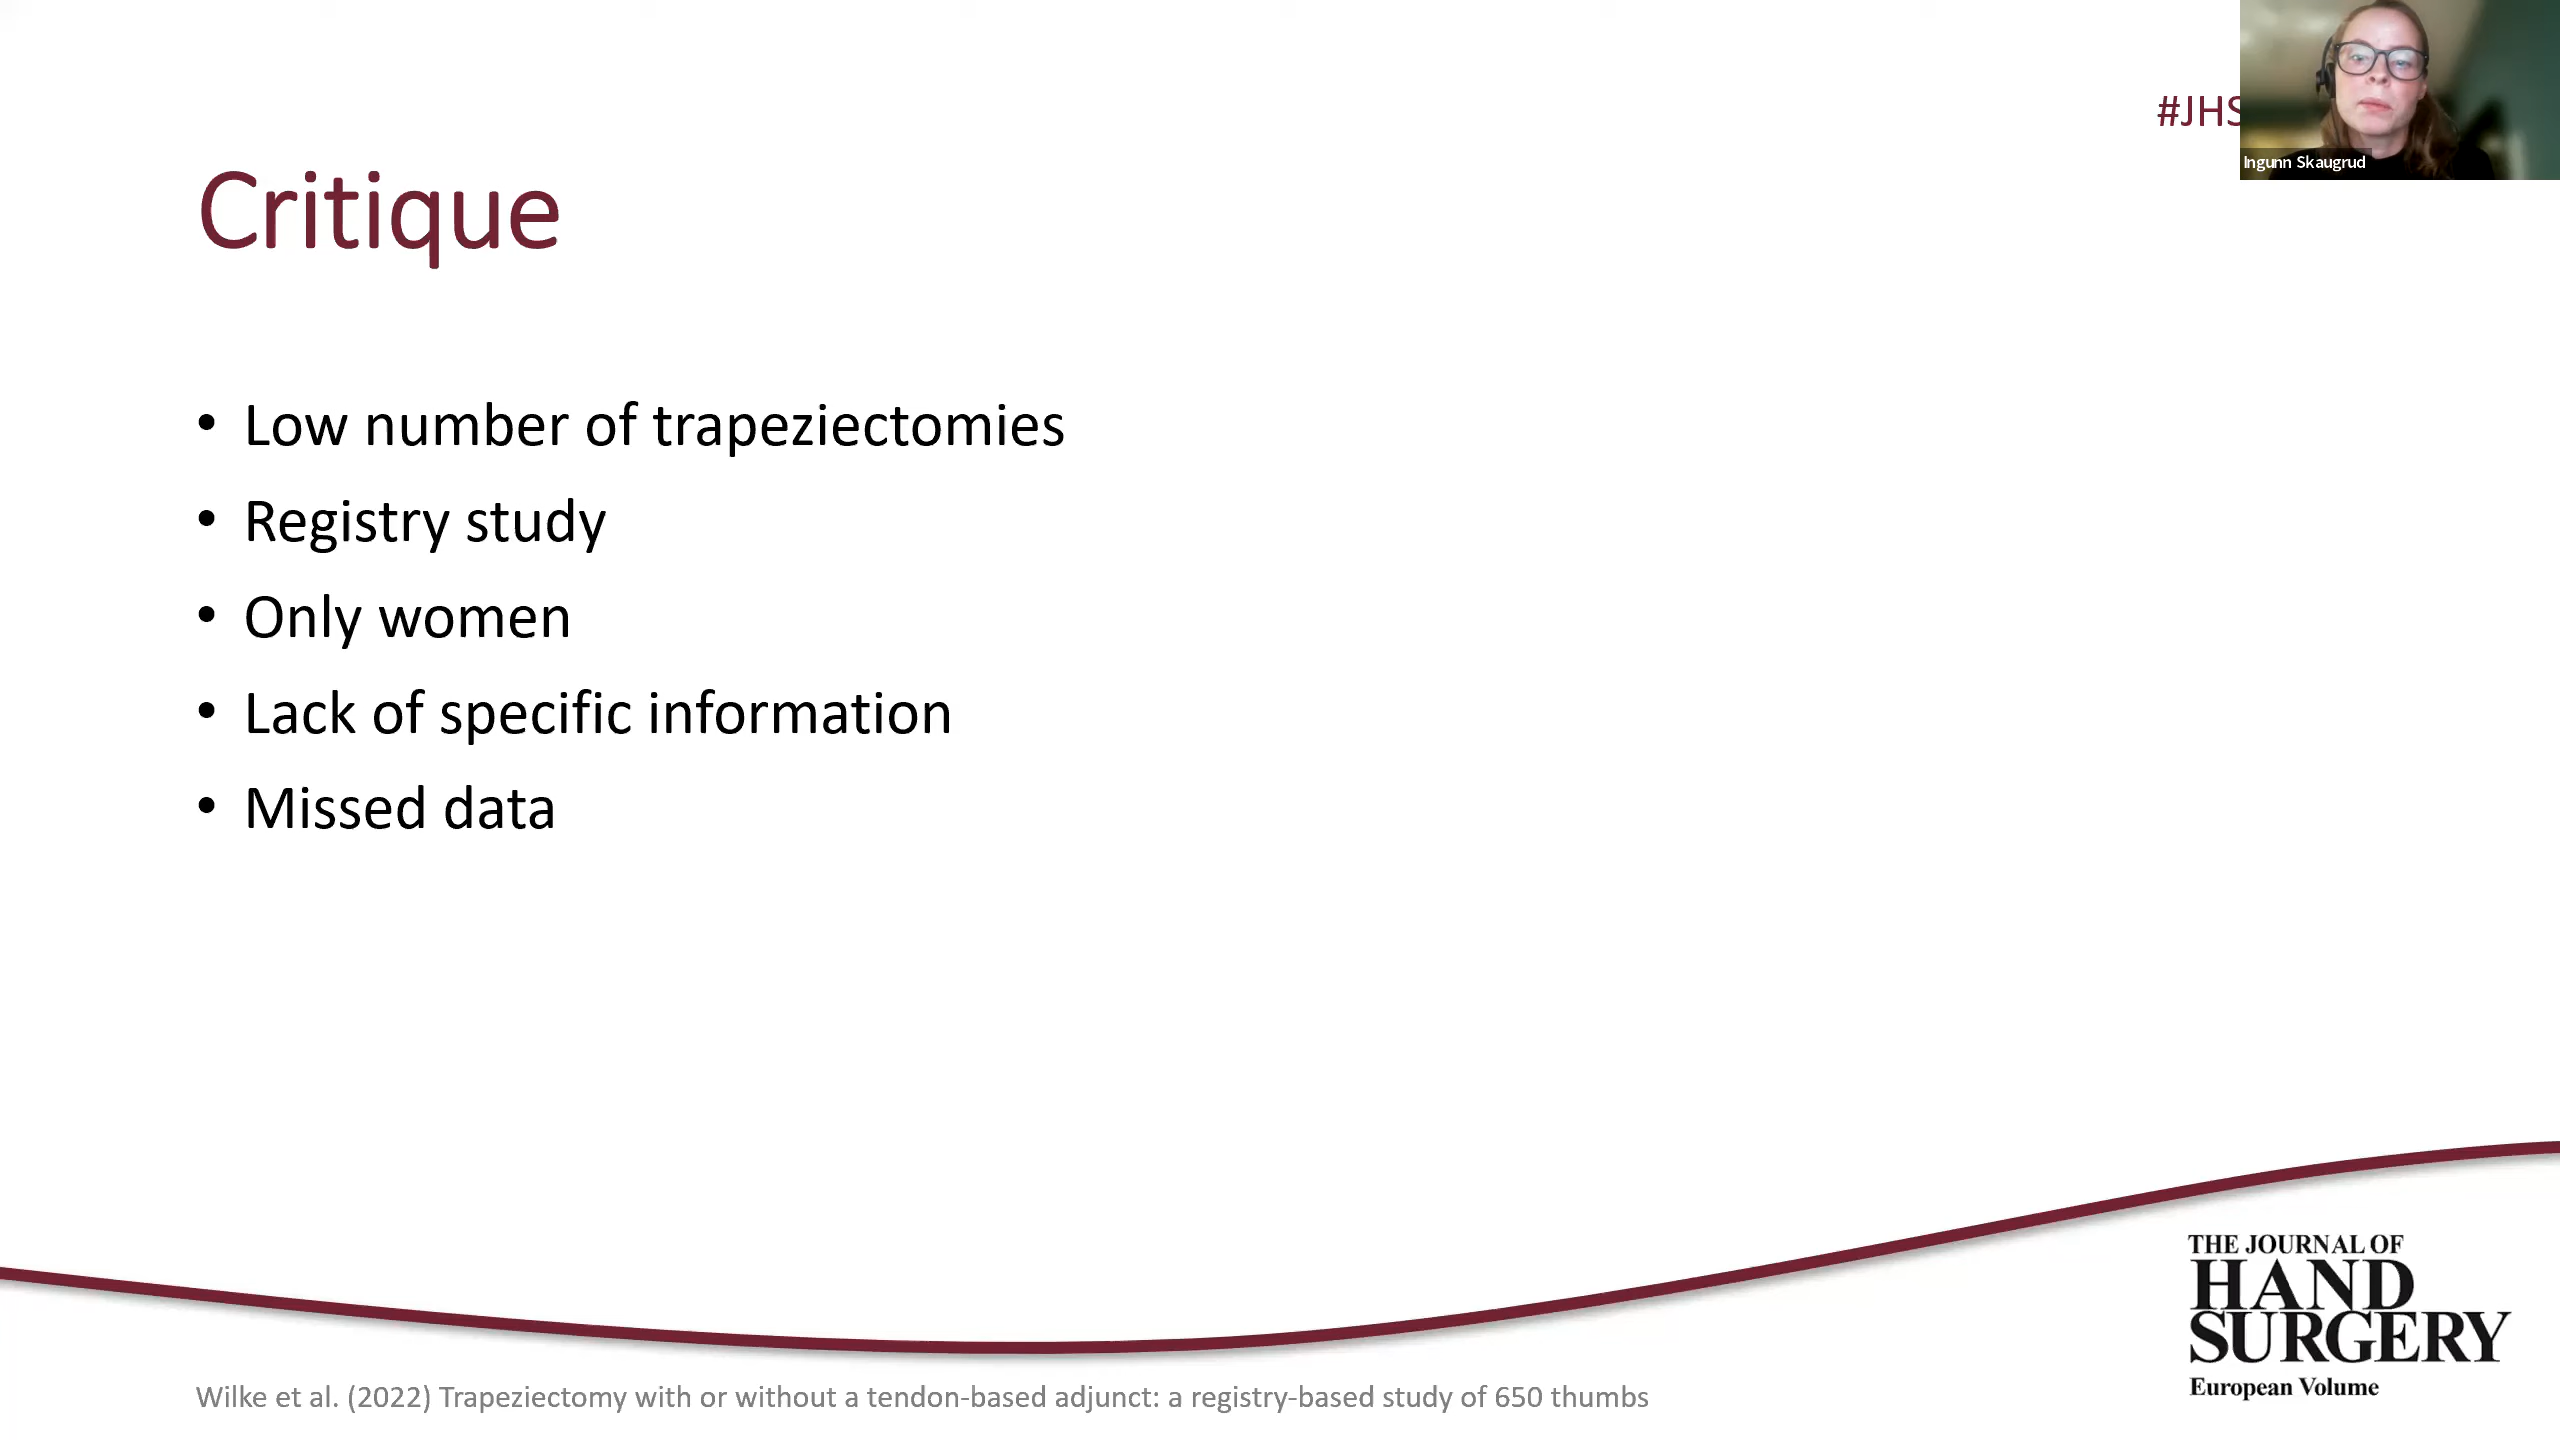 #JHS
Ingunn Skaugrud
Critique
• Low number of trapeziectomies
• Registry study
• Only women
• Lack of specific information
• Missed data
THE JOURNAL OF
HAND
SURGERY
European Volume
Wilke et al. (2022) Trapeziectomy with or without a tendon-based adjunct: a registry-based study of 650 thumbs